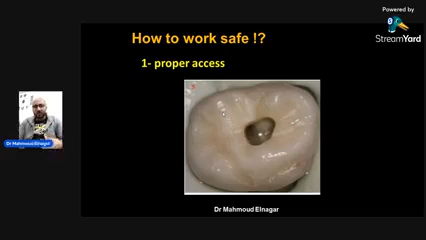 Powered by
StreamYard
How to work safe !?
1- proper access
Dr Mahmoud Elnagar
Dr Mahmoud Elnagar